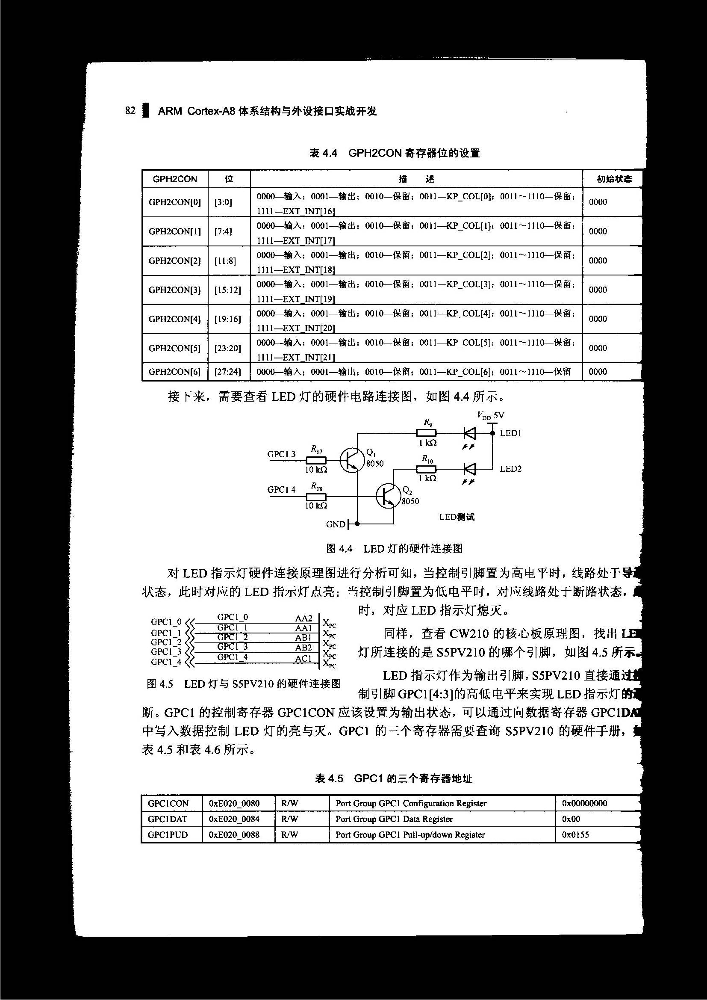 82 ARM Cortex-A8 体系结构与外设接口实战开发
表 4.4 GPH2CON 寄存器位的设置
GPH2CON 位 描 述 初始状态
GPH2CON[0] [3:0] 0000—输入；0001—输出；0010—保留；0011—KP_COL[0]；0011～1110—保留； 0000
1111—EXT_INT[16]
GPH2CON[1] [7:4] 0000—输入；0001—输出；0010—保留；0011—KP_COL[1]；0011～1110—保留； 0000
1111—EXT_INT[17]
GPH2CON[2] [11:8] 0000—输入；0001—输出；0010—保留；0011—KP_COL[2]；0011～1110—保留； 0000
1111—EXT_INT[18]
GPH2CON[3] [15:12] 0000—输入；0001—输出；0010—保留；0011—KP_COL[3]；0011～1110—保留； 0000
1111—EXT_INT[19]
GPH2CON[4] [19:16] 0000—输入；0001—输出；0010—保留；0011—KP_COL[4]；0011～1110—保留； 0000
1111—EXT_INT[20]
GPH2CON[5] [23:20] 0000—输入；0001—输出；0010—保留；0011—KP_COL[5]；0011～1110—保留； 0000
1111—EXT_INT[21]
GPH2CON[6] [27:24] 0000—输入；0001—输出；0010—保留；0011—KP_COL[6]；0011～1110—保留 0000
接下来，需要查看 LED 灯的硬件电路连接图，如图 4.4 所示。
VDD 5V
R9
LED1
1 kΩ
GPC1 3 R17 Q1
8050
10 kΩ
R10
LED2
1 kΩ
GPC1 4 R18 Q2
8050
10 kΩ
LED测试
GND
图 4.4 LED 灯的硬件连接图
对 LED 指示灯硬件连接原理图进行分析可知，当控制引脚置为高电平时，线路处于导
状态，此时对应的 LED 指示灯点亮；当控制引脚置为低电平时，对应线路处于断路状态，
时，对应 LED 指示灯熄灭。
GPC1_0 GPC1_0 AA2 XPC
GPC1_1 GPC1_1 AA1 XPC
GPC1_2 GPC1_2 AB1 XPC
GPC1_3 GPC1_3 AB2 XPC
GPC1_4 GPC1_4 AC1 XPC
图 4.5 LED 灯与 S5PV210 的硬件连接图
同样，查看 CW210 的核心板原理图，找出 LE
灯所连接的是 S5PV210 的哪个引脚，如图 4.5 所示。
LED 指示灯作为输出引脚，S5PV210 直接通过
制引脚 GPC1[4:3]的高低电平来实现 LED 指示灯的
断。GPC1 的控制寄存器 GPC1CON 应该设置为输出状态，可以通过向数据寄存器 GPC1DA
中写入数据控制 LED 灯的亮与灭。GPC1 的三个寄存器需要查询 S5PV210 的硬件手册，
表 4.5 和表 4.6 所示。
表 4.5 GPC1 的三个寄存器地址
GPC1CON 0xE020_0080 R/W Port Group GPC1 Configuration Register 0x00000000
GPC1DAT 0xE020_0084 R/W Port Group GPC1 Data Register 0x00
GPC1PUD 0xE020_0088 R/W Port Group GPC1 Pull-up/down Register 0x0155